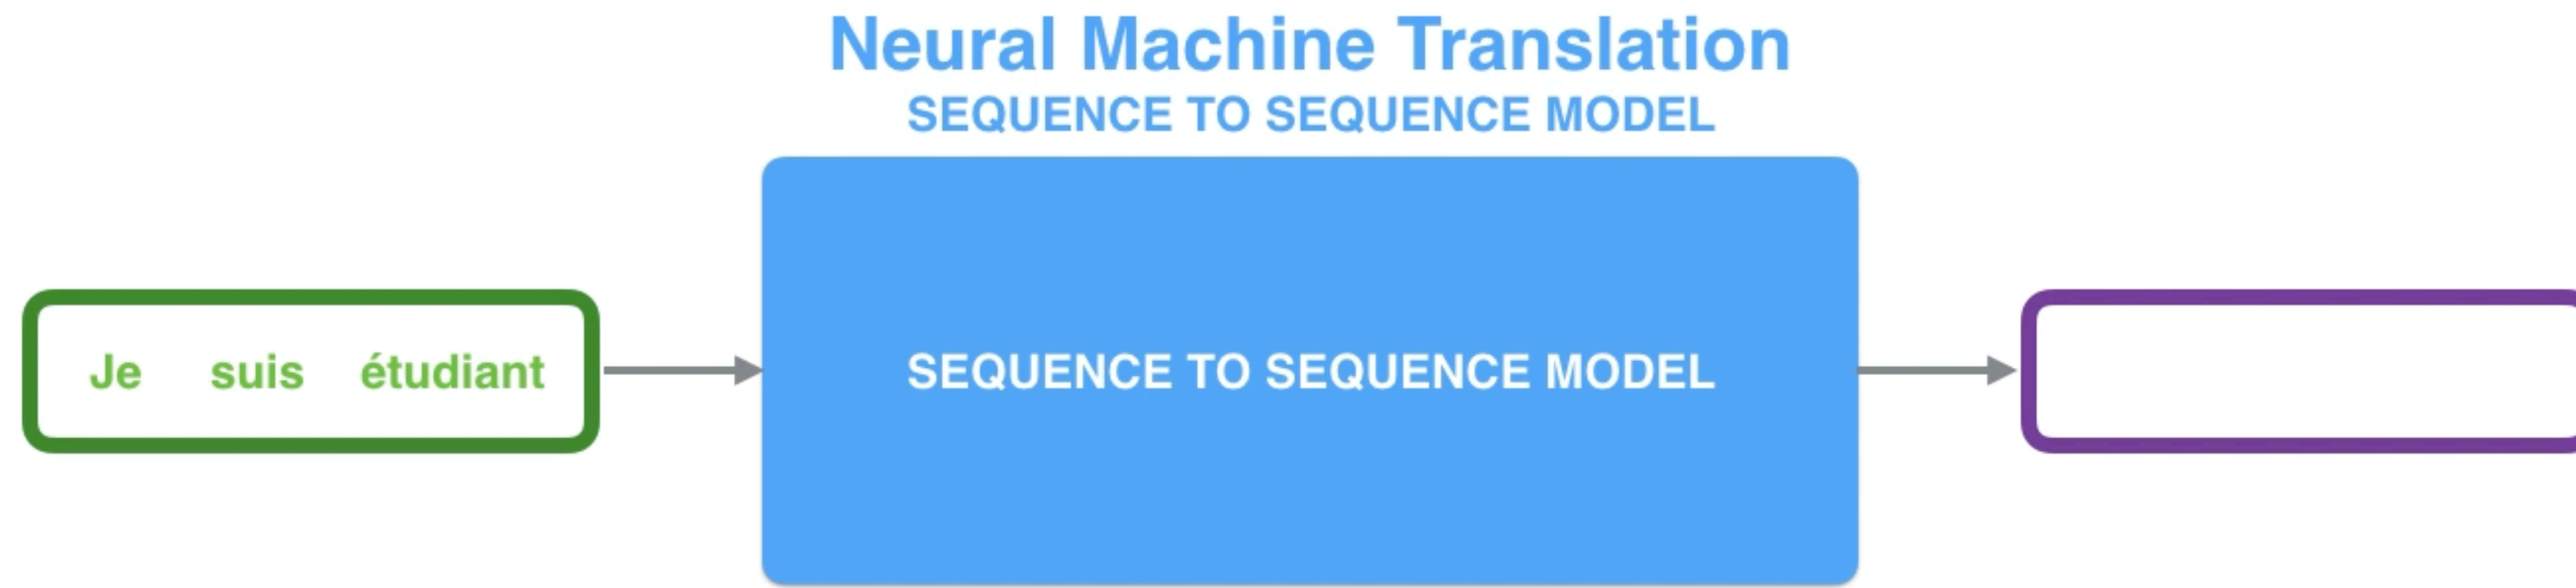 Neural Machine Translation
SEQUENCE TO SEQUENCE MODEL
Je suis étudiant
SEQUENCE TO SEQUENCE MODEL